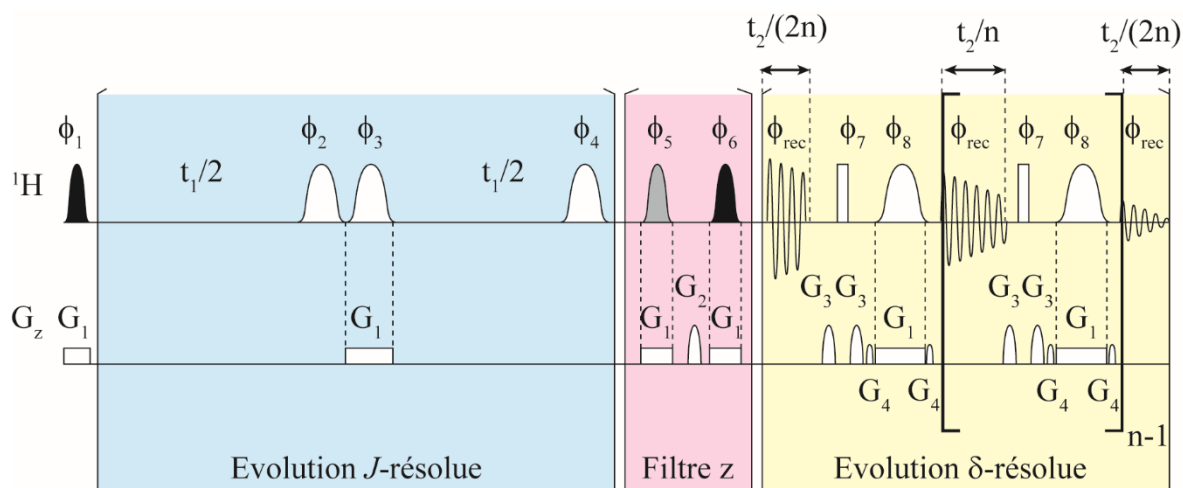 t₂/(2n) t₂/n t₂/(2n)
ϕ₁ ϕ₂ ϕ₃ ϕ₄ ϕ₅ ϕ₆ ϕrec ϕ₇ ϕ₈ ϕrec ϕ₇ ϕ₈ ϕrec
¹H t₁/2 t₁/2
G₂ G₃ G₃ G₁ G₃ G₃ G₁
G_z G₁ G₁ G₁ G₁
G₄ G₄ G₄ G₄
n-1
Evolution J-résolue Filtre z Evolution δ-résolue